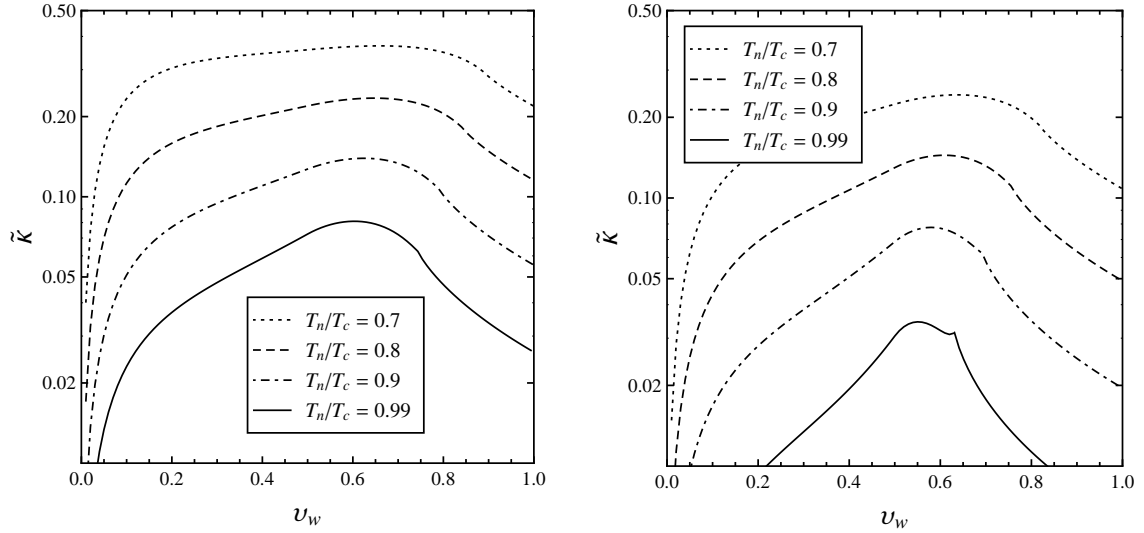 0.50
0.20
0.10
0.05
0.02
κ̃
0.0 0.2 0.4 0.6 0.8 1.0
υ_w
T_n/T_c = 0.7
T_n/T_c = 0.8
T_n/T_c = 0.9
T_n/T_c = 0.99
0.50
0.20
0.10
0.05
0.02
κ̃
0.0 0.2 0.4 0.6 0.8 1.0
υ_w
T_n/T_c = 0.7
T_n/T_c = 0.8
T_n/T_c = 0.9
T_n/T_c = 0.99